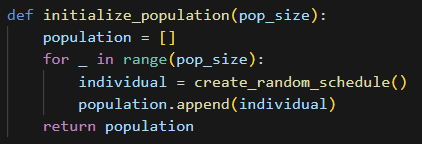 def initialize_population(pop_size):
    population = []
    for _ in range(pop_size):
        individual = create_random_schedule()
        population.append(individual)
    return population